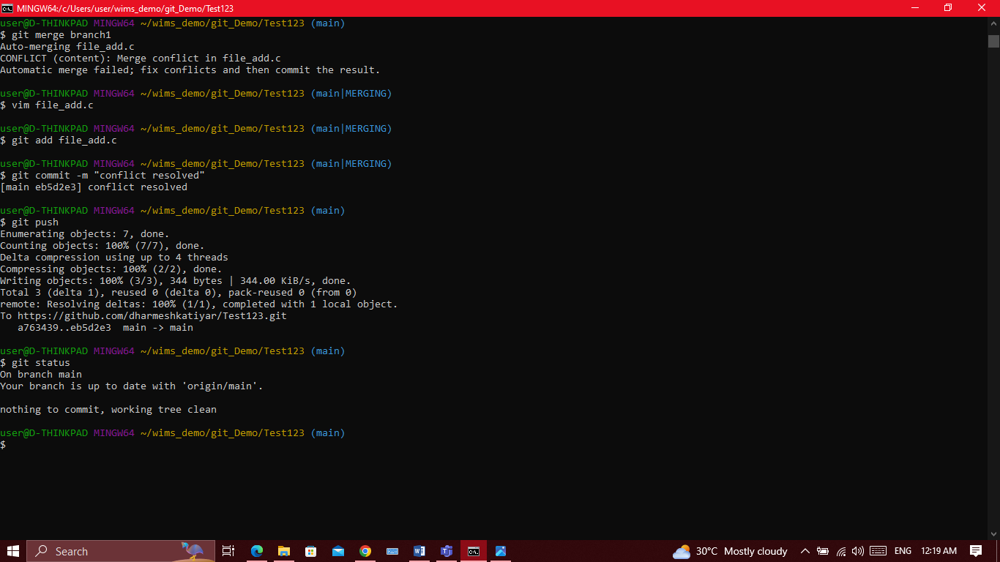 MINGW64:/c/Users/user/wims_demo/git_Demo/Test123
user@D-THINKPAD MINGW64 ~/wims_demo/git_Demo/Test123 (main)
$ git merge branch1
Auto-merging file_add.c
CONFLICT (content): Merge conflict in file_add.c
Automatic merge failed; fix conflicts and then commit the result.
user@D-THINKPAD MINGW64 ~/wims_demo/git_Demo/Test123 (main|MERGING)
$ vim file_add.c
user@D-THINKPAD MINGW64 ~/wims_demo/git_Demo/Test123 (main|MERGING)
$ git add file_add.c
user@D-THINKPAD MINGW64 ~/wims_demo/git_Demo/Test123 (main|MERGING)
$ git commit -m "conflict resolved"
[main eb5d2e3] conflict resolved
user@D-THINKPAD MINGW64 ~/wims_demo/git_Demo/Test123 (main)
$ git push
Enumerating objects: 7, done.
Counting objects: 100% (7/7), done.
Delta compression using up to 4 threads
Compressing objects: 100% (2/2), done.
Writing objects: 100% (3/3), 344 bytes | 344.00 KiB/s, done.
Total 3 (delta 1), reused 0 (delta 0), pack-reused 0 (from 0)
remote: Resolving deltas: 100% (1/1), completed with 1 local object.
To https://github.com/dharmeshkatiyar/Test123.git
   a763439..eb5d2e3  main -> main
user@D-THINKPAD MINGW64 ~/wims_demo/git_Demo/Test123 (main)
$ git status
On branch main
Your branch is up to date with 'origin/main'.
nothing to commit, working tree clean
user@D-THINKPAD MINGW64 ~/wims_demo/git_Demo/Test123 (main)
$
Search 30°C Mostly cloudy ENG 12:19 AM